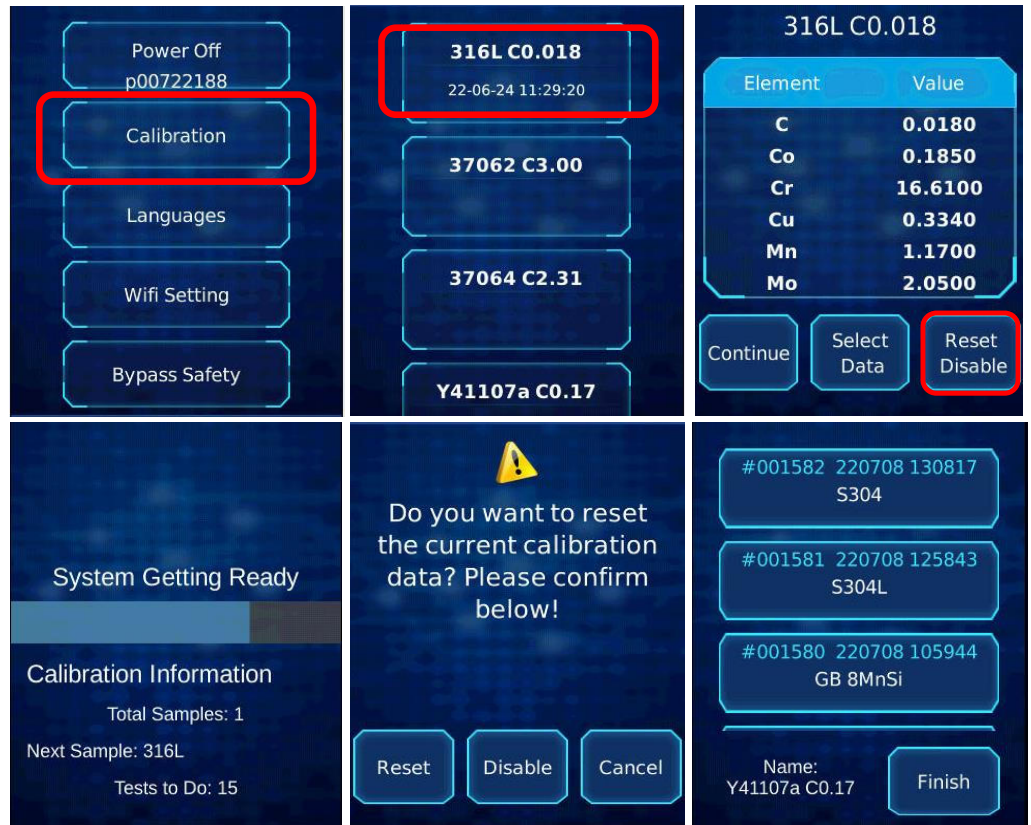 Power Off
p00722188
Calibration
Languages
Wifi Setting
Bypass Safety
316L C0.018
22-06-24 11:29:20
37062 C3.00
37064 C2.31
Y41107a C0.17
316L C0.018
Element Value
C 0.0180
Co 0.1850
Cr 16.6100
Cu 0.3340
Mn 1.1700
Mo 2.0500
Continue
Select
Data
Reset
Disable
System Getting Ready
Calibration Information
Total Samples: 1
Next Sample: 316L
Tests to Do: 15
Do you want to reset
the current calibration
data? Please confirm
below!
Reset Disable Cancel
#001582 220708 130817
S304
#001581 220708 125843
S304L
#001580 220708 105944
GB 8MnSi
Name:
Y41107a C0.17
Finish